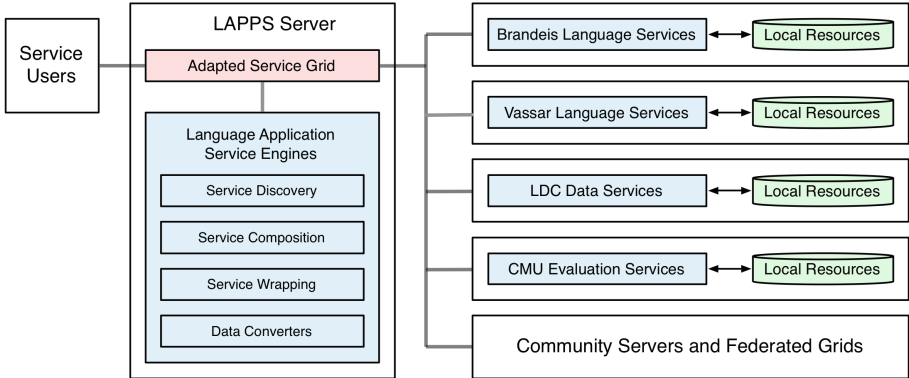 Service
Users
LAPPS Server
Adapted Service Grid
Language Application
Service Engines
Service Discovery
Service Composition
Service Wrapping
Data Converters
Brandeis Language Services
Local Resources
Vassar Language Services
Local Resources
LDC Data Services
Local Resources
CMU Evaluation Services
Local Resources
Community Servers and Federated Grids